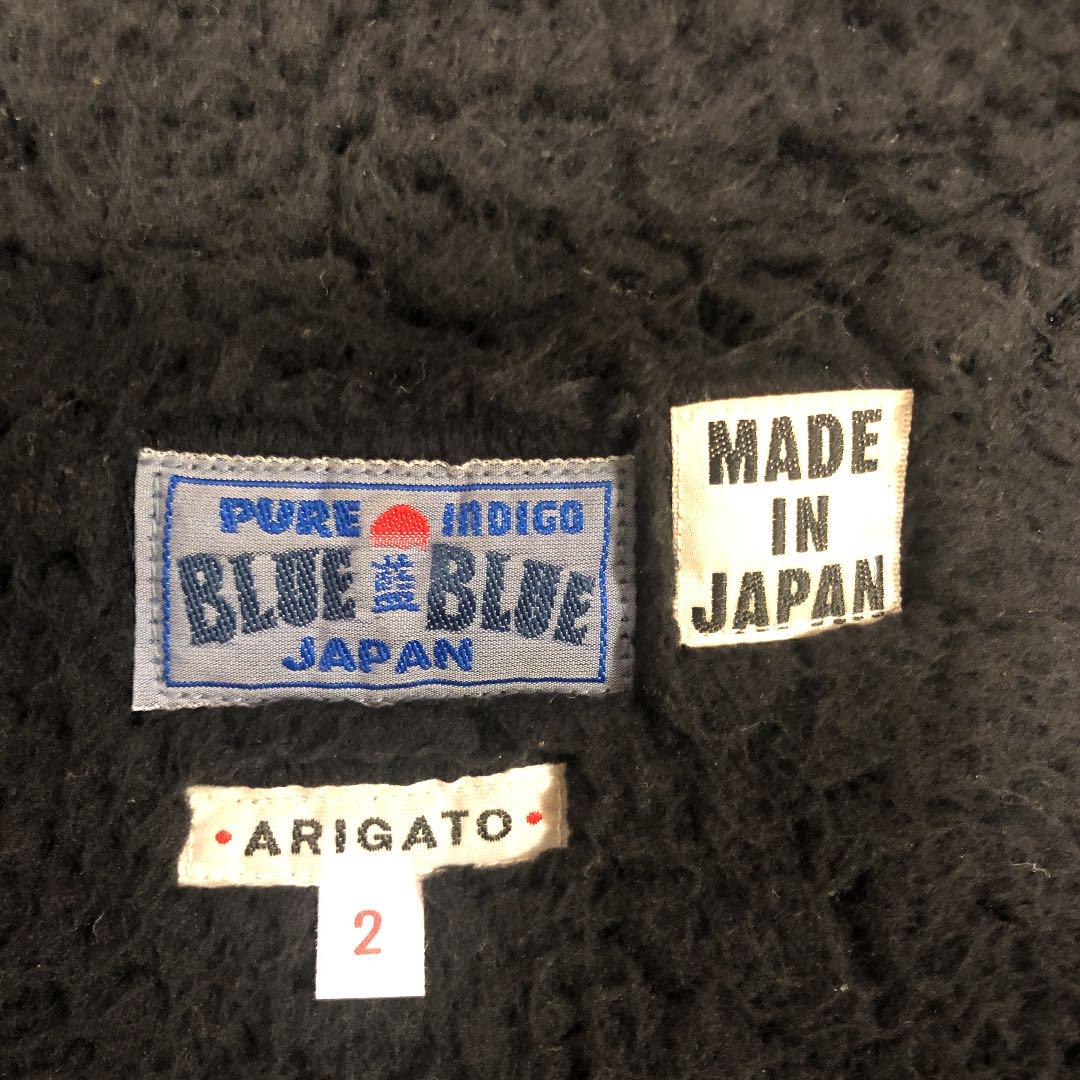 PURE INDIGO
BLUE 藍 BLUE
JAPAN
MADE
IN
JAPAN
• ARIGATO •
2